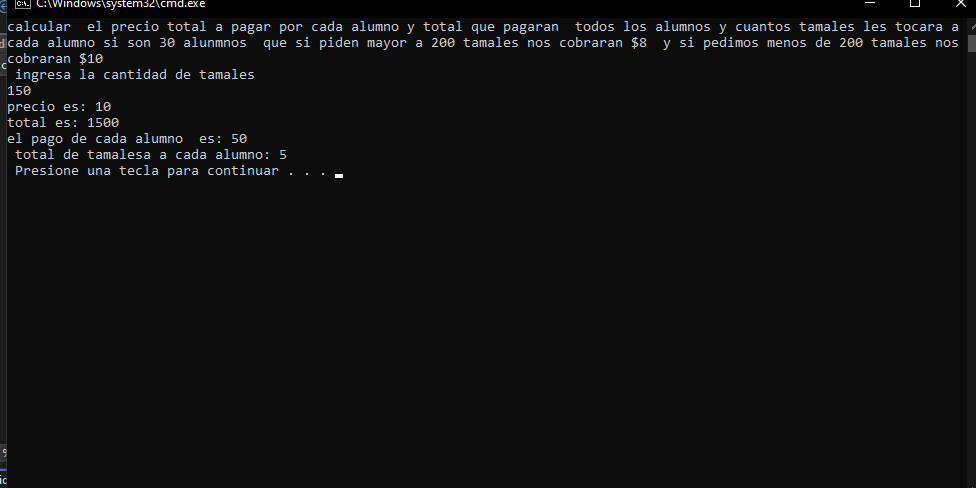 C:\Windows\system32\cmd.exe
calcular  el precio total a pagar por cada alumno y total que pagaran  todos los alumnos y cuantos tamales les tocara a
cada alumno si son 30 alunmnos  que si piden mayor a 200 tamales nos cobraran $8  y si pedimos menos de 200 tamales nos
cobraran $10
 ingresa la cantidad de tamales
150
precio es: 10
total es: 1500
el pago de cada alumno  es: 50
 total de tamalesa a cada alumno: 5
 Presione una tecla para continuar . . .